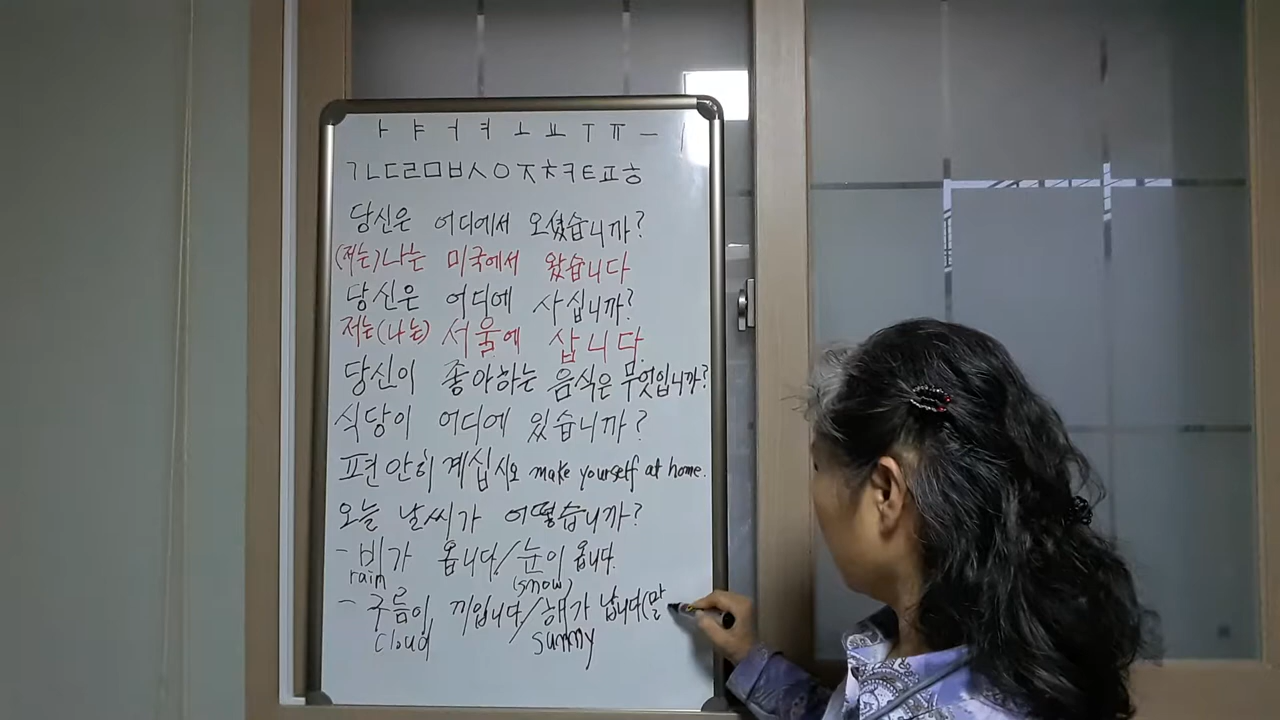 ㅏ ㅑ ㅓ ㅕ ㅗ ㅛ ㅜ ㅠ ㅡ ㅣ
ㄱㄴㄷㄹㅁㅂㅅㅇㅈㅊㅋㅌㅍㅎ
당신은 어디에서 오셨습니까?
(저는)나는 미국에서 왔습니다
당신은 어디에 사십니까?
저는(나는) 서울에 삽니다.
당신이 좋아하는 음식은 무엇입니까?
식당이 어디에 있습니까?
편안히 계십시오 make yourself at home.
오늘 날씨가 어떻습니까?
- 비가 옵니다/눈이 옵니다.
rain (snow)
- 구름이 끼입니다/해가 납니다(말
cloud sunny